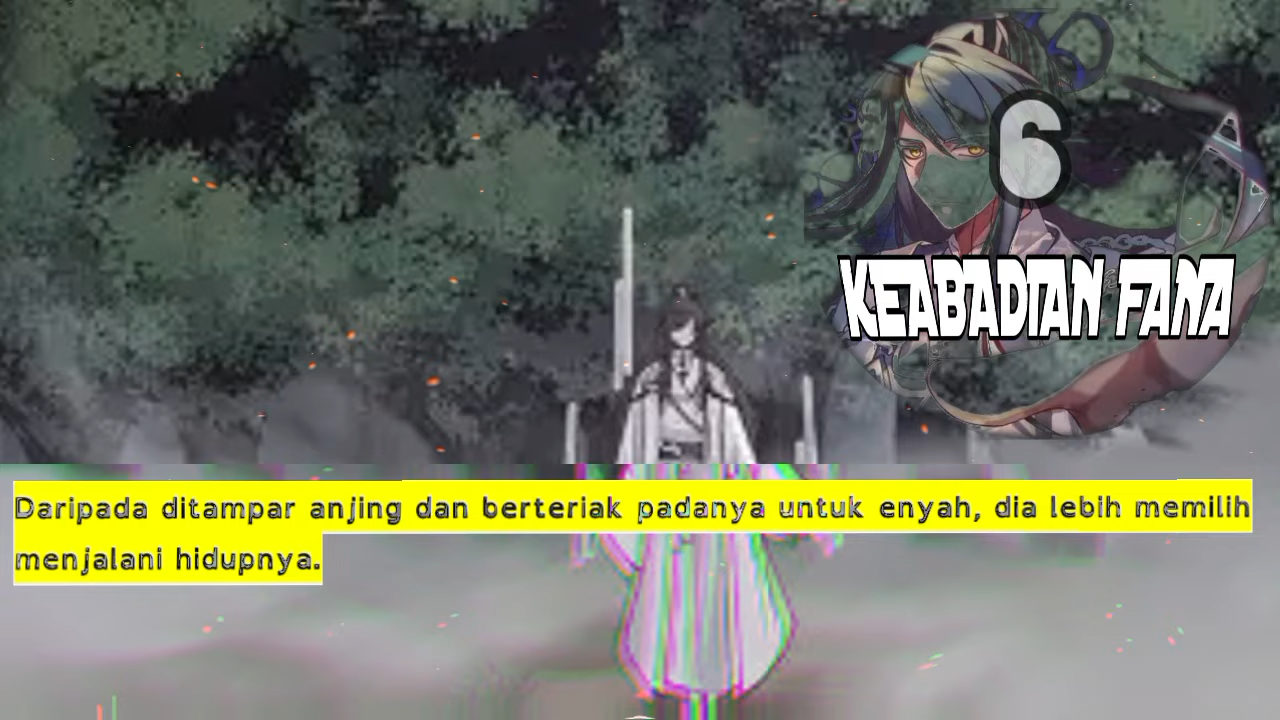 6
KEABADIAN FANA
Daripada ditampar anjing dan berteriak padanya untuk enyah, dia lebih memilih
menjalani hidupnya.